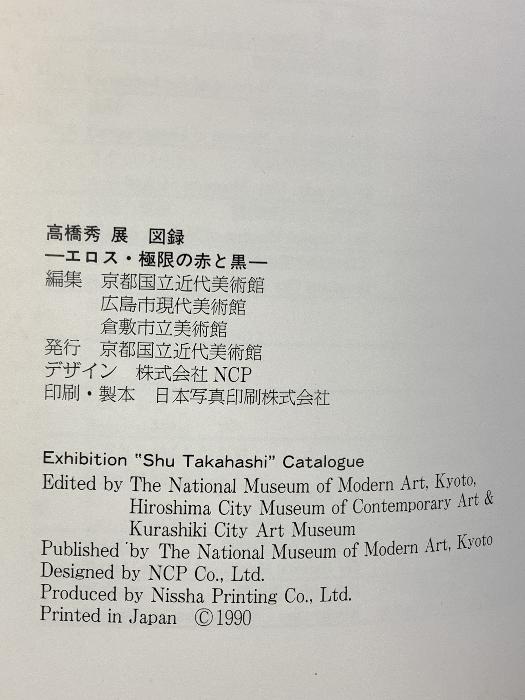 高橋秀 展　図録
―エロス・極限の赤と黒―
編集　京都国立近代美術館
広島市現代美術館
倉敷市立美術館
発行　京都国立近代美術館
デザイン　株式会社 NCP
印刷・製本　日本写真印刷株式会社
Exhibition “Shu Takahashi” Catalogue
Edited by The National Museum of Modern Art, Kyoto,
Hiroshima City Museum of Contemporary Art &
Kurashiki City Art Museum
Published by The National Museum of Modern Art, Kyoto
Designed by NCP Co., Ltd.
Produced by Nissha Printing Co., Ltd.
Printed in Japan　©1990